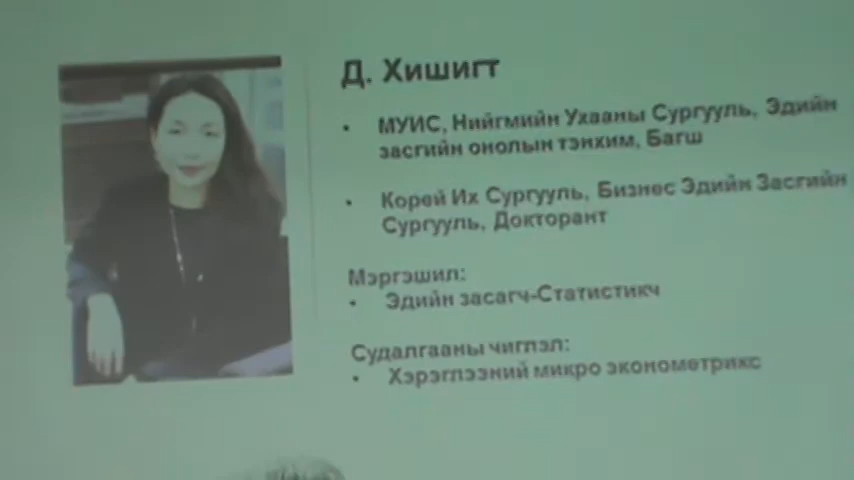 Д. Хишигт
• МУИС, Нийгмийн Ухааны Сургууль, Эдийн
засгийн онолын тэнхим, Багш
• Корей Их Сургууль, Бизнес Эдийн Засгийн
Сургууль, Докторант
Мэргэшил:
• Эдийн засагч-Статистикч
Судалгааны чиглэл:
• Хэрэглээний микро эконометрикс